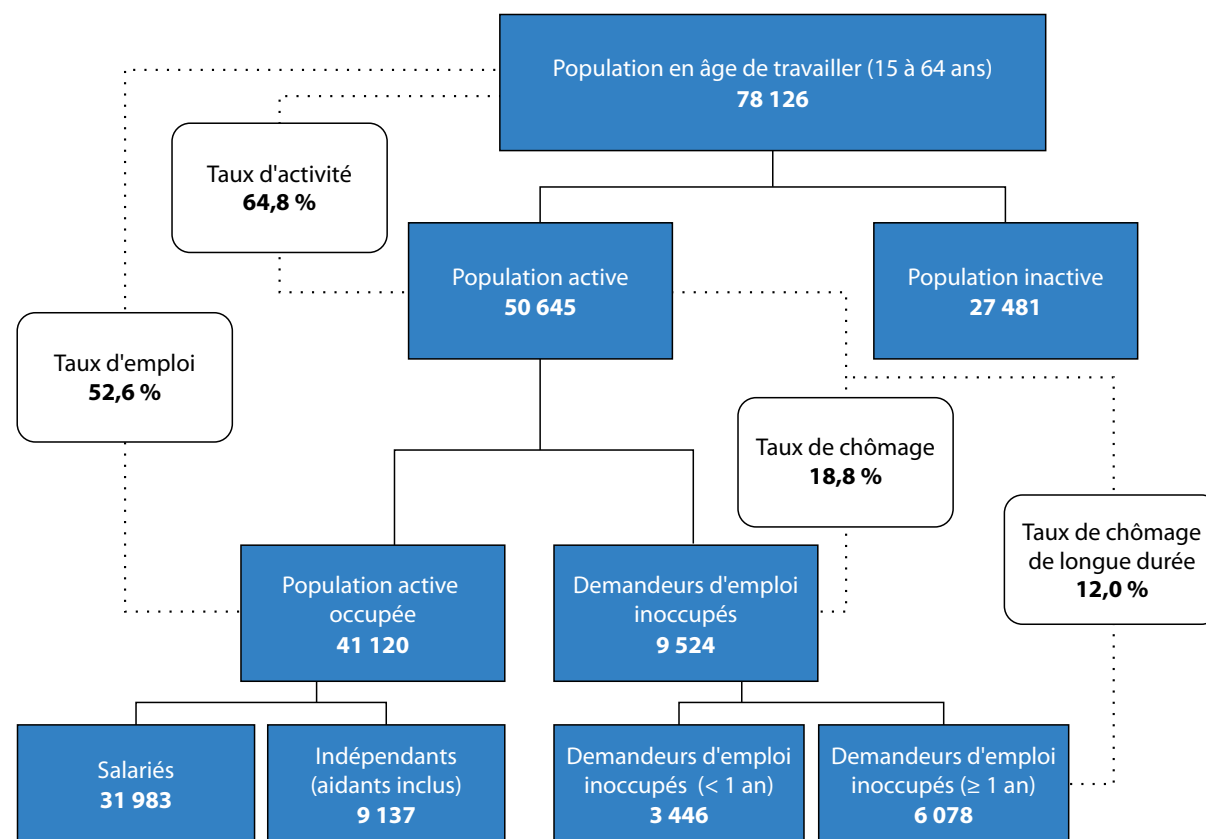 Population en âge de travailler (15 à 64 ans)
78 126
Taux d'activité
64,8 %
Population active
50 645
Population inactive
27 481
Taux d'emploi
52,6 %
Taux de chômage
18,8 %
Taux de chômage
de longue durée
12,0 %
Population active
occupée
41 120
Demandeurs d'emploi
inoccupés
9 524
Salariés
31 983
Indépendants
(aidants inclus)
9 137
Demandeurs d'emploi
inoccupés (< 1 an)
3 446
Demandeurs d'emploi
inoccupés (≥ 1 an)
6 078